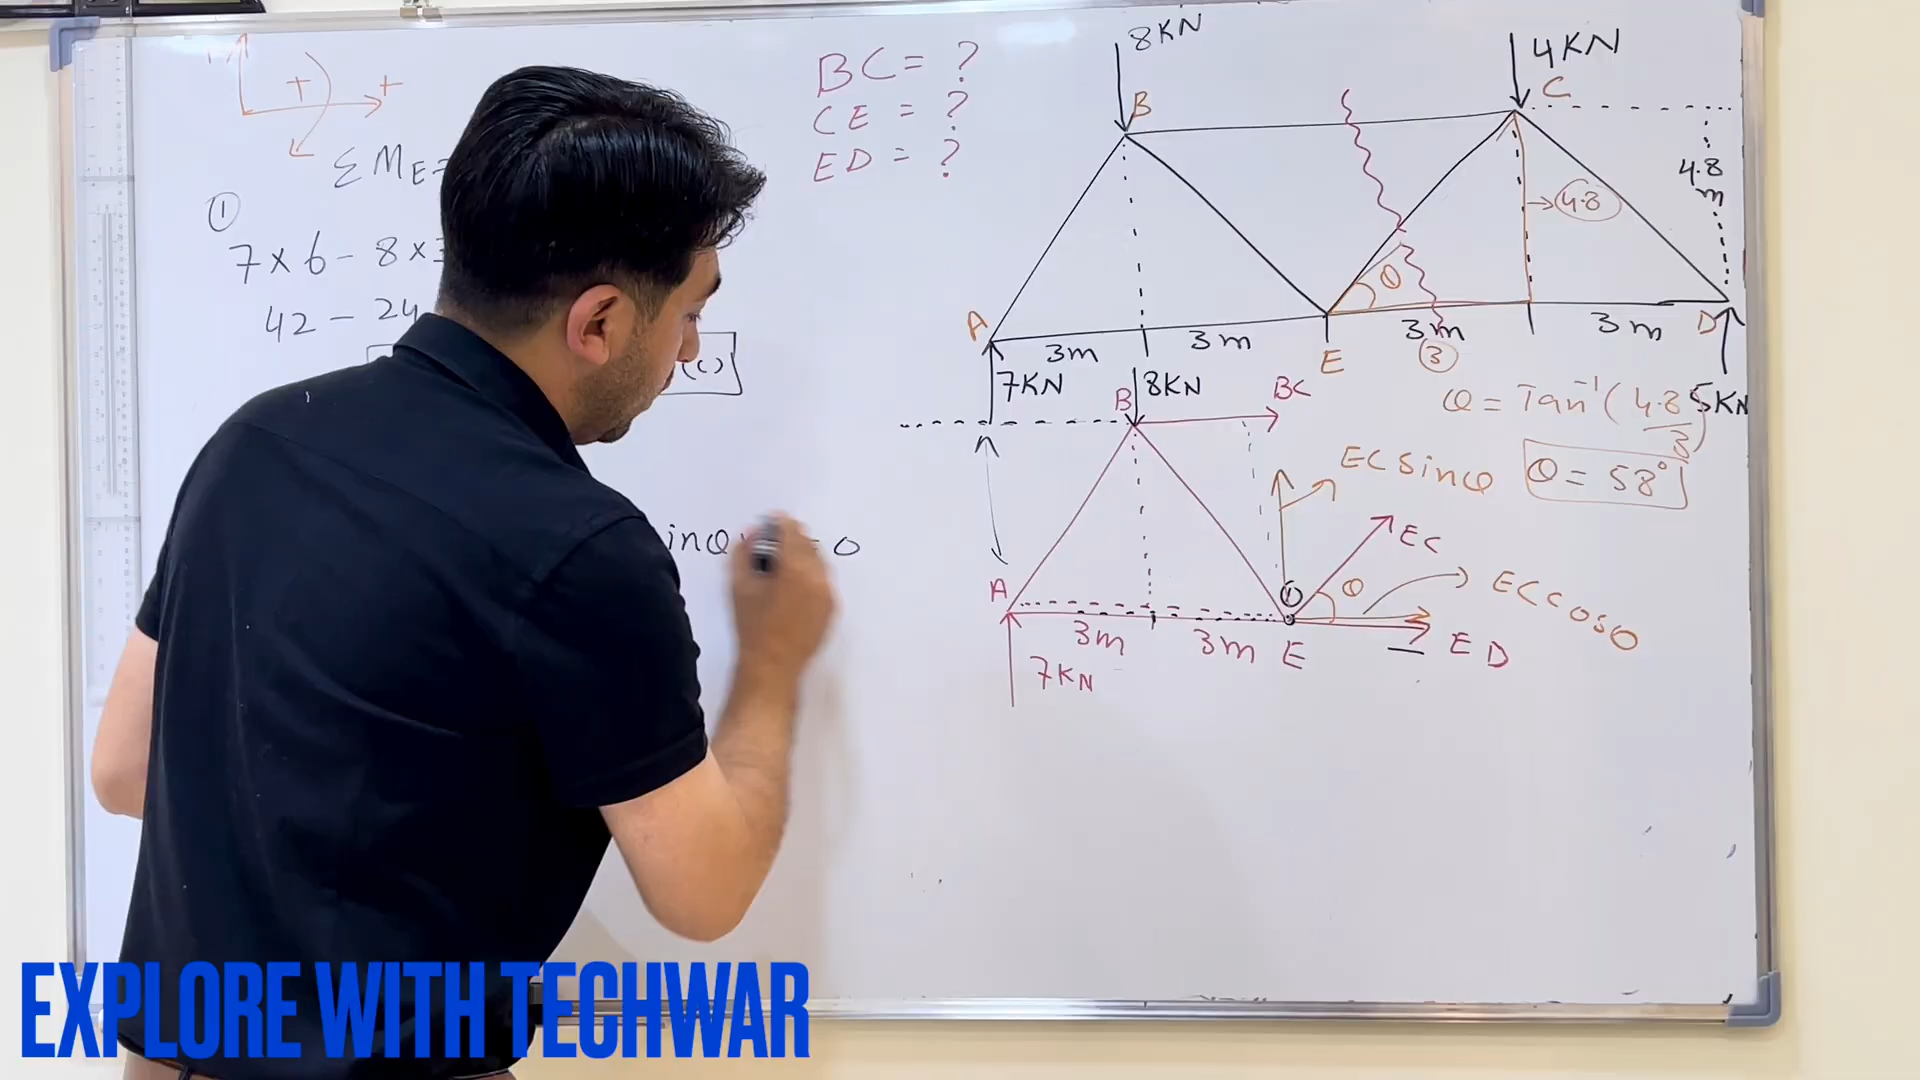 + +
Σ M E =
①
7 x 6 - 8 x 3
42 - 24
(C)
inθ = 0
BC = ?
CE = ?
ED = ?
8KN
4KN
B
C
4.8
m
4.8
θ
A
E
D
3m
3m
3m
3m
3
7KN
5KN
θ = Tan⁻¹ (4.8/3)
θ = 58°
B
8KN
BC
EC Sinθ
EC
θ
EC Cosθ
ED
A
①
3m
3m
E
7KN
EXPLORE WITH TECHWAR